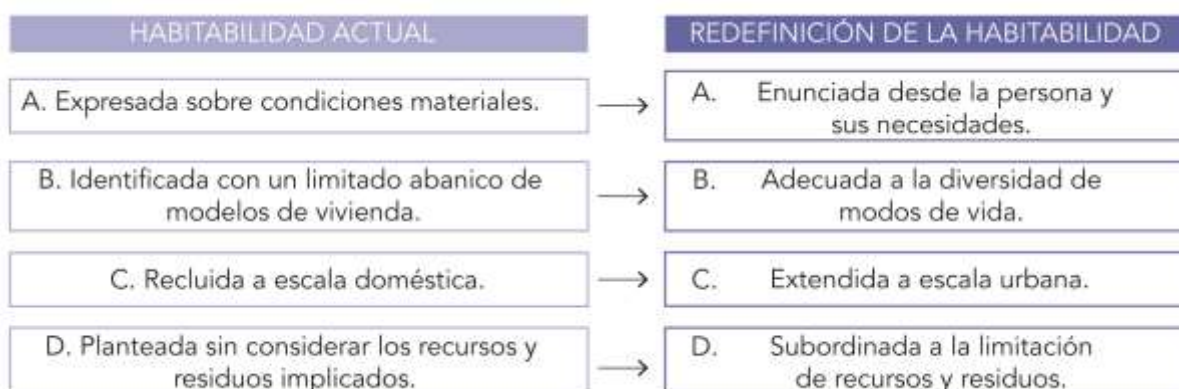 HABITABILIDAD ACTUAL
REDEFINICIÓN DE LA HABITABILIDAD
A. Expresada sobre condiciones materiales.
A. Enunciada desde la persona y
sus necesidades.
B. Identificada con un limitado abanico de
modelos de vivienda.
B. Adecuada a la diversidad de
modos de vida.
C. Recluida a escala doméstica.
C. Extendida a escala urbana.
D. Planteada sin considerar los recursos y
residuos implicados.
D. Subordinada a la limitación
de recursos y residuos.